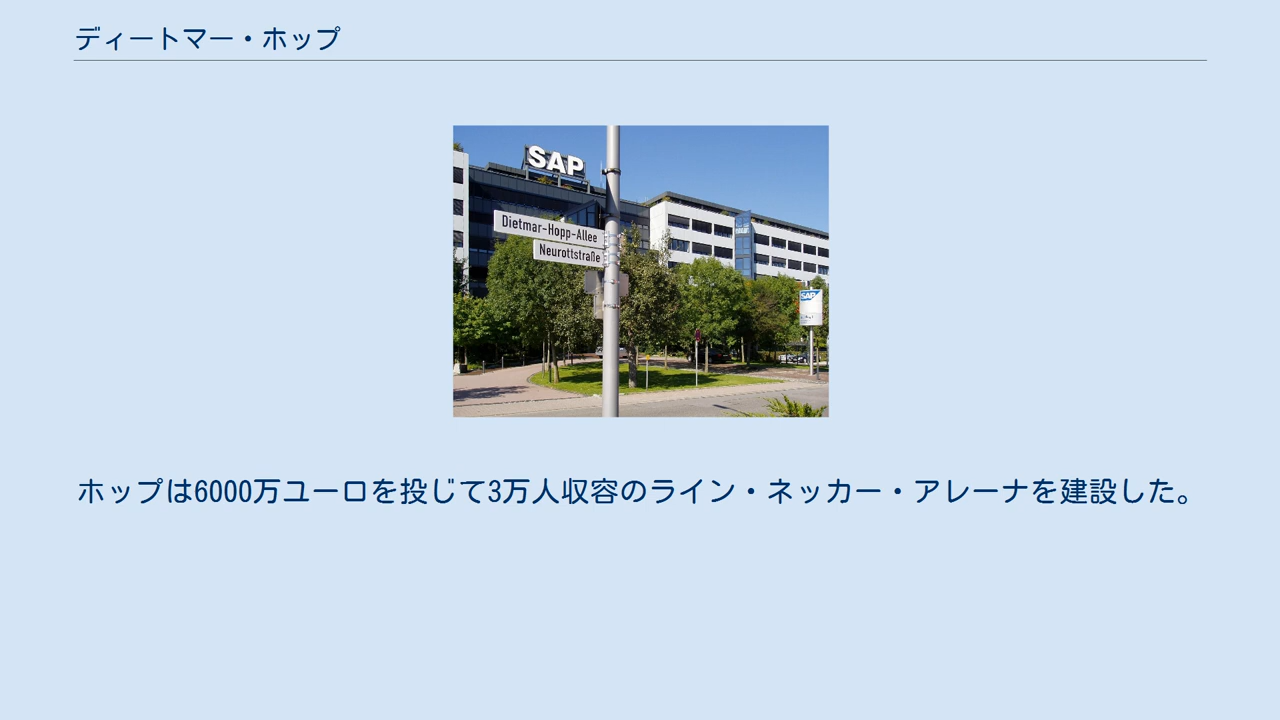 ディートマー・ホップ
SAP
Dietmar-Hopp-Allee
Neurottstraße
SAP
ホップは6000万ユーロを投じて3万人収容のライン・ネッカー・アレーナを建設した。